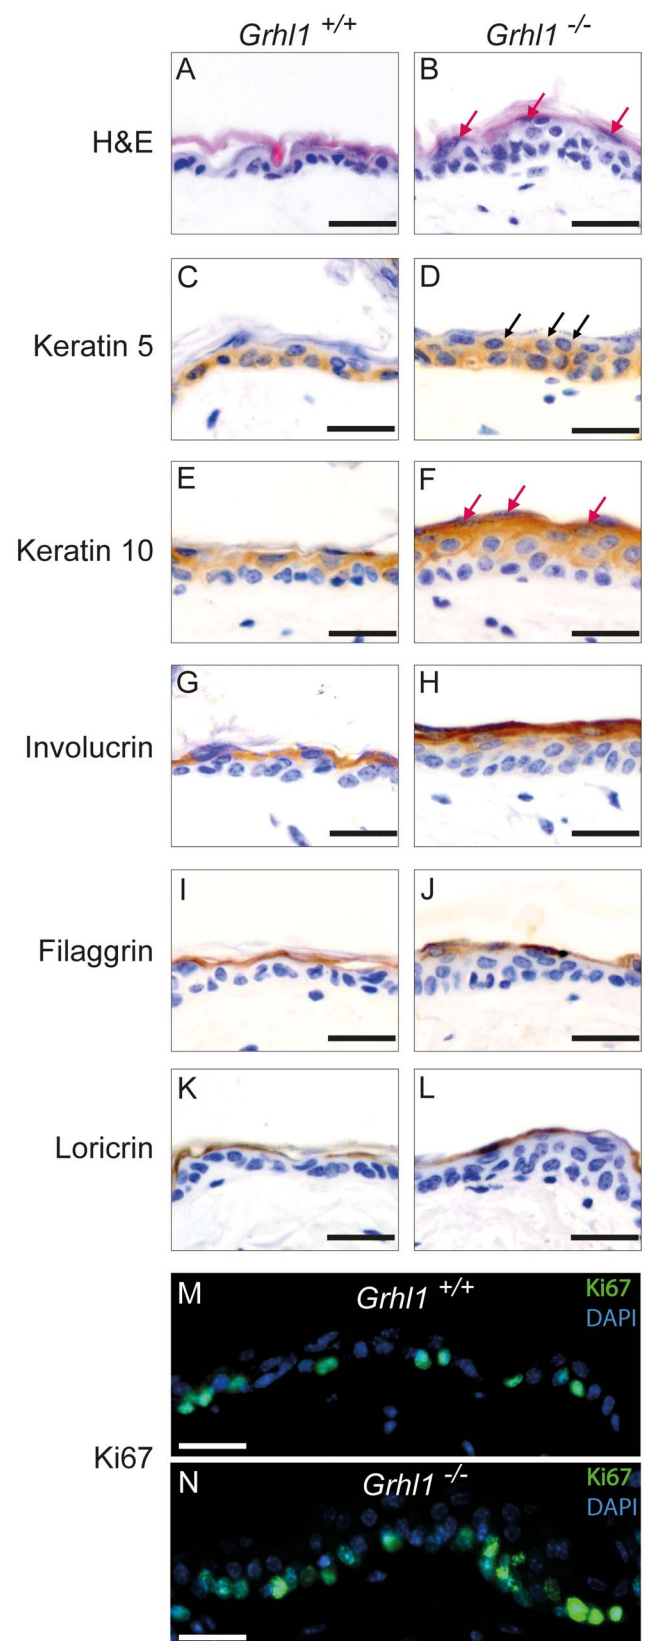 Grhl1 +/+ Grhl1 -/-
A B
H&E
C D
Keratin 5
E F
Keratin 10
G H
Involucrin
I J
Filaggrin
K L
Loricrin
M Grhl1 +/+ Ki67
DAPI
Ki67
N Grhl1 -/- Ki67
DAPI